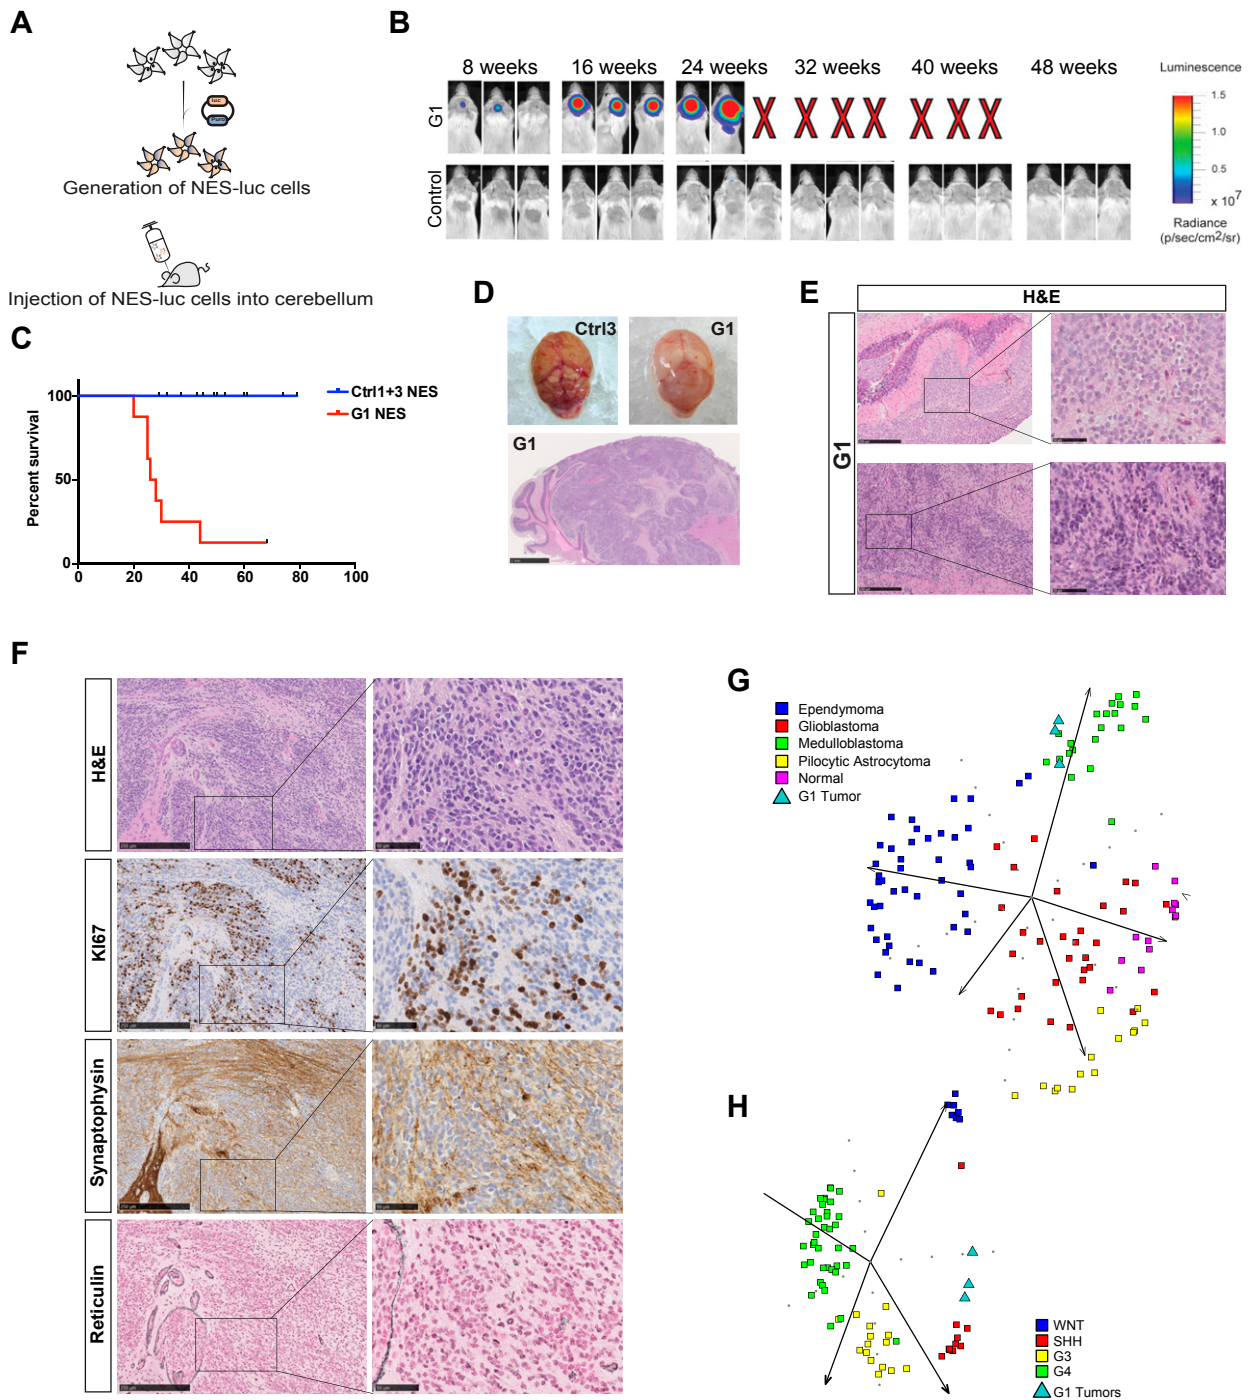 A
luc
Puro
Generation of NES-luc cells
Injection of NES-luc cells into cerebellum
B
8 weeks 16 weeks 24 weeks 32 weeks 40 weeks 48 weeks
G1
Control
Luminescence
1.5
1.0
0.5
x 10⁷
Radiance
(p/sec/cm²/sr)
C
Percent survival
100
50
0
0 20 40 60 80 100
Ctrl1+3 NES
G1 NES
D
Ctrl3
G1
G1
E
H&E
G1
F
H&E
KI67
Synaptophysin
Reticulin
G
Ependymoma
Glioblastoma
Medulloblastoma
Pilocytic Astrocytoma
Normal
G1 Tumor
H
WNT
SHH
G3
G4
G1 Tumors